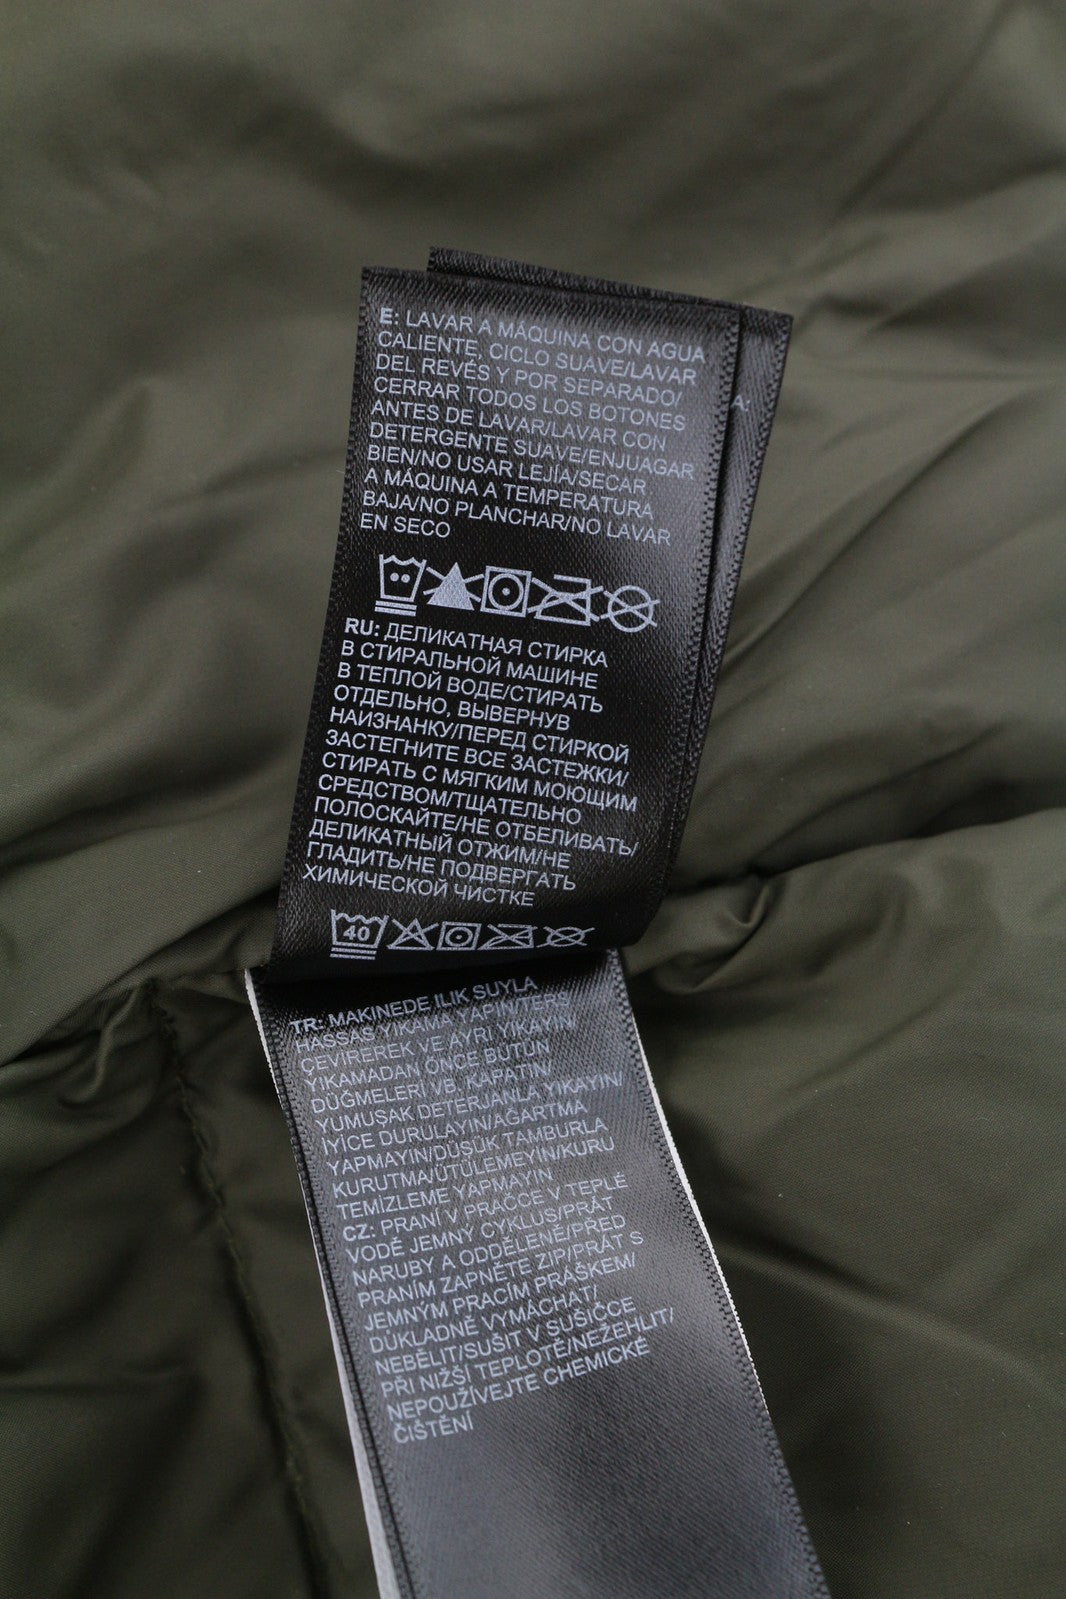 E: LAVAR A MÁQUINA CON AGUA
CALIENTE, CICLO SUAVE/LAVAR
DEL REVÉS Y POR SEPARADO/
CERRAR TODOS LOS BOTONES
ANTES DE LAVAR/LAVAR CON
DETERGENTE SUAVE/ENJUAGAR
BIEN/NO USAR LEJÍA/SECAR
A MÁQUINA A TEMPERATURA
BAJA/NO PLANCHAR/NO LAVAR
EN SECO
A:
RU: ДЕЛИКАТНАЯ СТИРКА
В СТИРАЛЬНОЙ МАШИНЕ
В ТЕПЛОЙ ВОДЕ/СТИРАТЬ
ОТДЕЛЬНО, ВЫВЕРНУВ
НАИЗНАНКУ/ПЕРЕД СТИРКОЙ
ЗАСТЕГНИТЕ ВСЕ ЗАСТЕЖКИ/
СТИРАТЬ С МЯГКИМ МОЮЩИМ
СРЕДСТВОМ/ТЩАТЕЛЬНО
ПОЛОСКАЙТЕ/НЕ ОТБЕЛИВАТЬ/
ДЕЛИКАТНЫЙ ОТЖИМ/НЕ
ГЛАДИТЬ/НЕ ПОДВЕРГАТЬ
ХИМИЧЕСКОЙ ЧИСТКЕ
40
TR: MAKINEDE ILIK SUYLA
HASSAS YIKAMA YAPIN/TERS
ÇEVIREREK VE AYRI YIKAYIN/
YIKAMADAN ÖNCE BÜTÜN
DÜĞMELERİ VB. KAPATIN/
YUMUSAK DETERJANLA YIKAYIN/
İYİCE DURULAYIN/AĞARTMA
YAPMAYIN/DÜSÜK TAMBURLA
KURUTMA/ÜTÜLEMEYIN/KURU
TEMİZLEME YAPMAYIN
CZ: PRANÍ V PRAČCE V TEPLÉ
VODĚ JEMNÝ CYKLUS/PRÁT
NARUBY A ODDĚLENĚ/PŘED
PRANÍM ZAPNĚTE ZIP/PRÁT S
JEMNÝM PRACÍM PRÁŠKEM/
DŮKLADNĚ VYMÁCHAT/
NEBĚLIT/SUŠIT V SUŠIČCE
PŘI NIŽŠÍ TEPLOTĚ/NEŽEHLIT/
NEPOUŽÍVEJTE CHEMICKÉ
ČIŠTĚNÍ